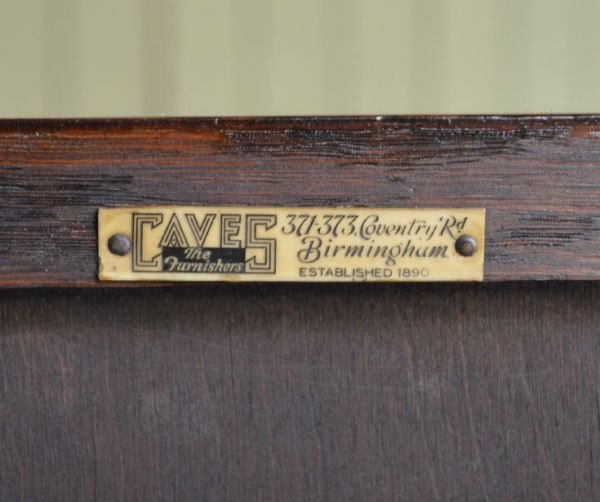 CAVES
The
Furnishers
371-373, Coventry Rd
Birmingham
ESTABLISHED 1890